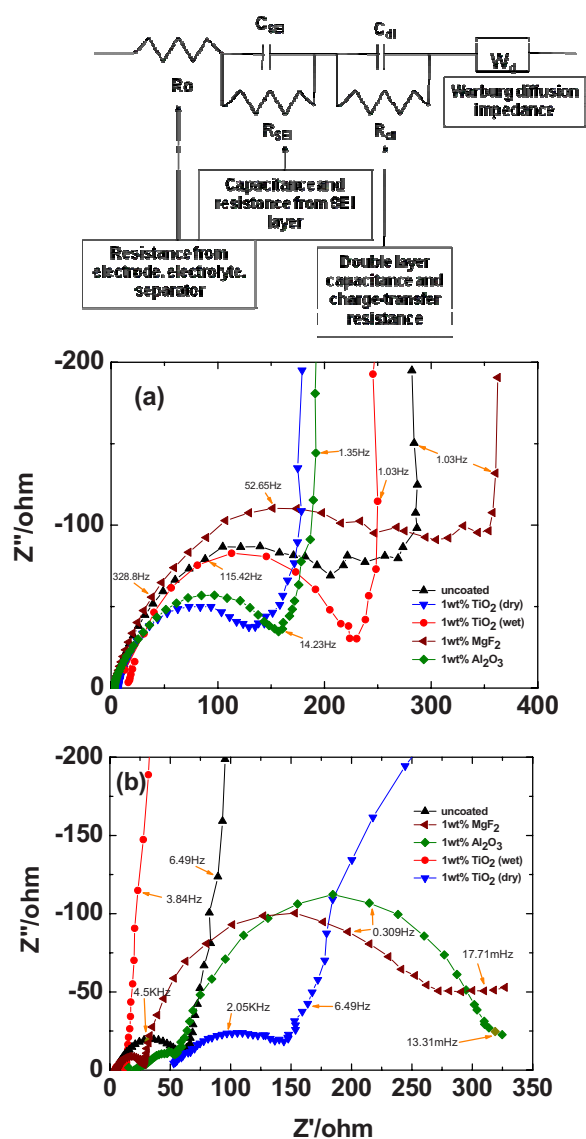 C_SEI
C_dl
Ro
R_SEI
R_dl
W_d
Warburg diffusion
impedance
Capacitance and
resistance from SEI
layer
Resistance from
electrode, electrolyte,
separator
Double layer
capacitance and
charge-transfer
resistance
(a)
-200
-100
0
Z''/ohm
0 100 200 300 400
328.8Hz
52.65Hz
115.42Hz
14.23Hz
1.35Hz
1.03Hz
1.03Hz
uncoated
1wt% TiO₂ (dry)
1wt% TiO₂ (wet)
1wt% MgF₂
1wt% Al₂O₃
(b)
-200
-150
-100
-50
0
Z''/ohm
0 50 100 150 200 250 300 350
Z'/ohm
6.49Hz
3.84Hz
4.5KHz
2.05KHz
6.49Hz
0.309Hz
17.71mHz
13.31mHz
uncoated
1wt% MgF₂
1wt% Al₂O₃
1wt% TiO₂ (wet)
1wt% TiO₂ (dry)